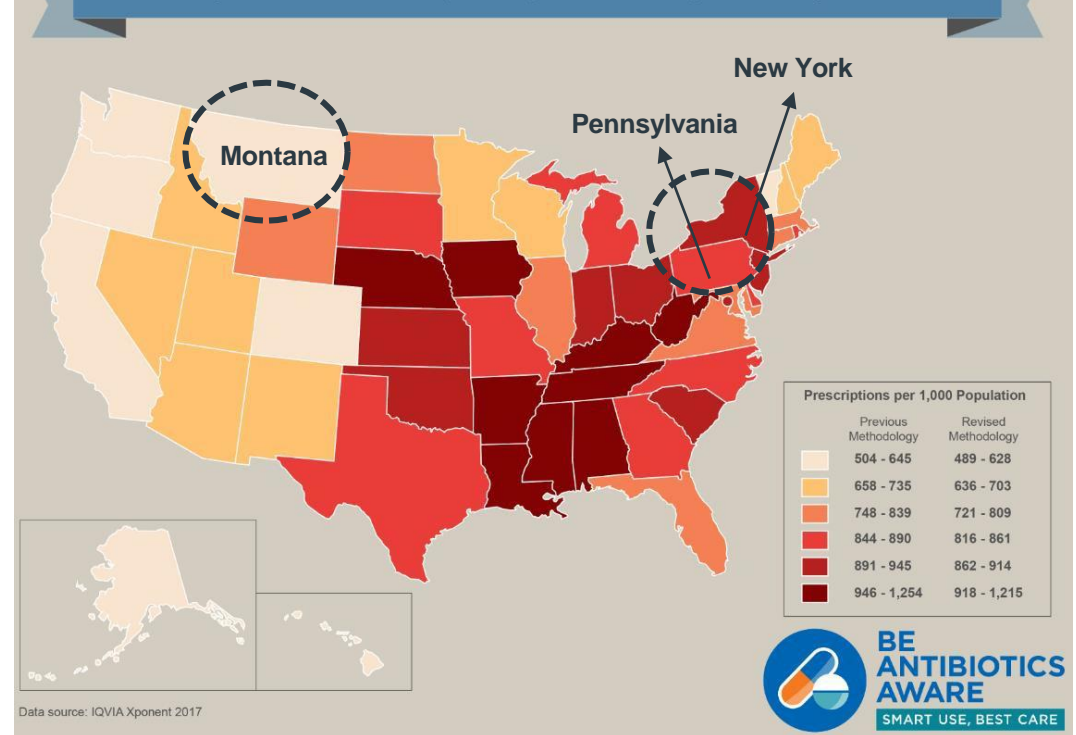 New York
Pennsylvania
Montana
Prescriptions per 1,000 Population
Previous Methodology
Revised Methodology
504 - 645 489 - 628
658 - 735 636 - 703
748 - 839 721 - 809
844 - 890 816 - 861
891 - 945 862 - 914
946 - 1,254 918 - 1,215
BE
ANTIBIOTICS
AWARE
SMART USE, BEST CARE
Data source: IQVIA Xponent 2017